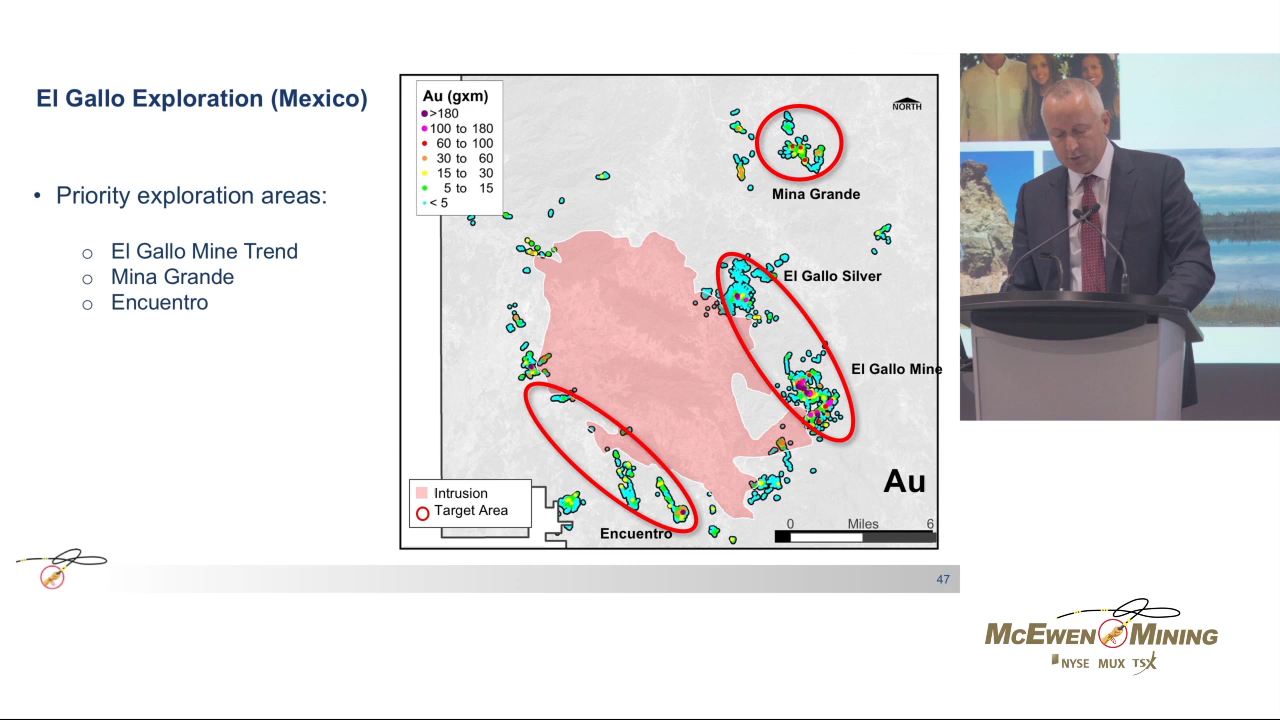 El Gallo Exploration (Mexico)
• Priority exploration areas:
o El Gallo Mine Trend
o Mina Grande
o Encuentro
Au (gxm)
>180
100 to 180
60 to 100
30 to 60
15 to 30
5 to 15
< 5
NORTH
Mina Grande
El Gallo Silver
El Gallo Mine
Encuentro
Au
Intrusion
Target Area
0 Miles 6
47
MCEWEN MINING
NYSE MUX TSX